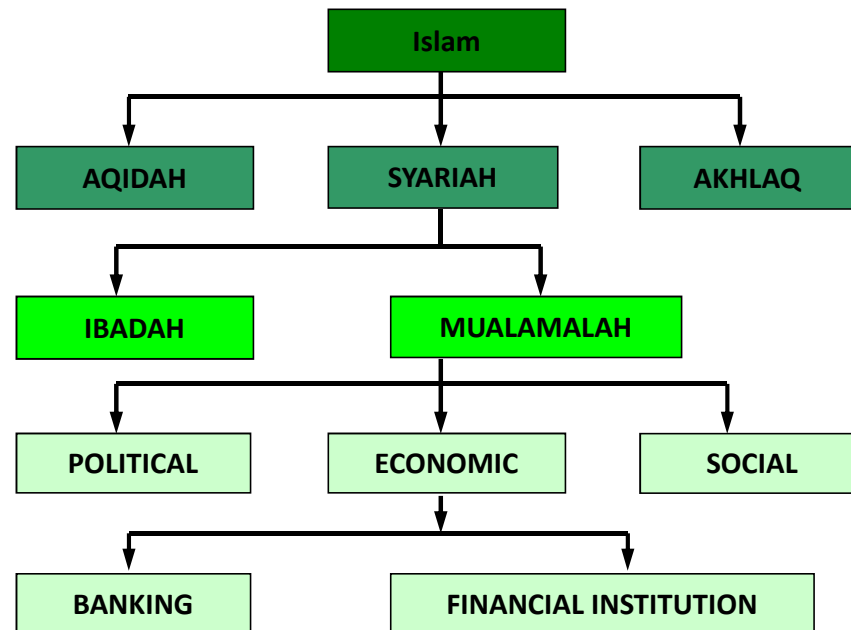 Islam
AQIDAH
SYARIAH
AKHLAQ
IBADAH
MUALAMALAH
POLITICAL
ECONOMIC
SOCIAL
BANKING
FINANCIAL INSTITUTION